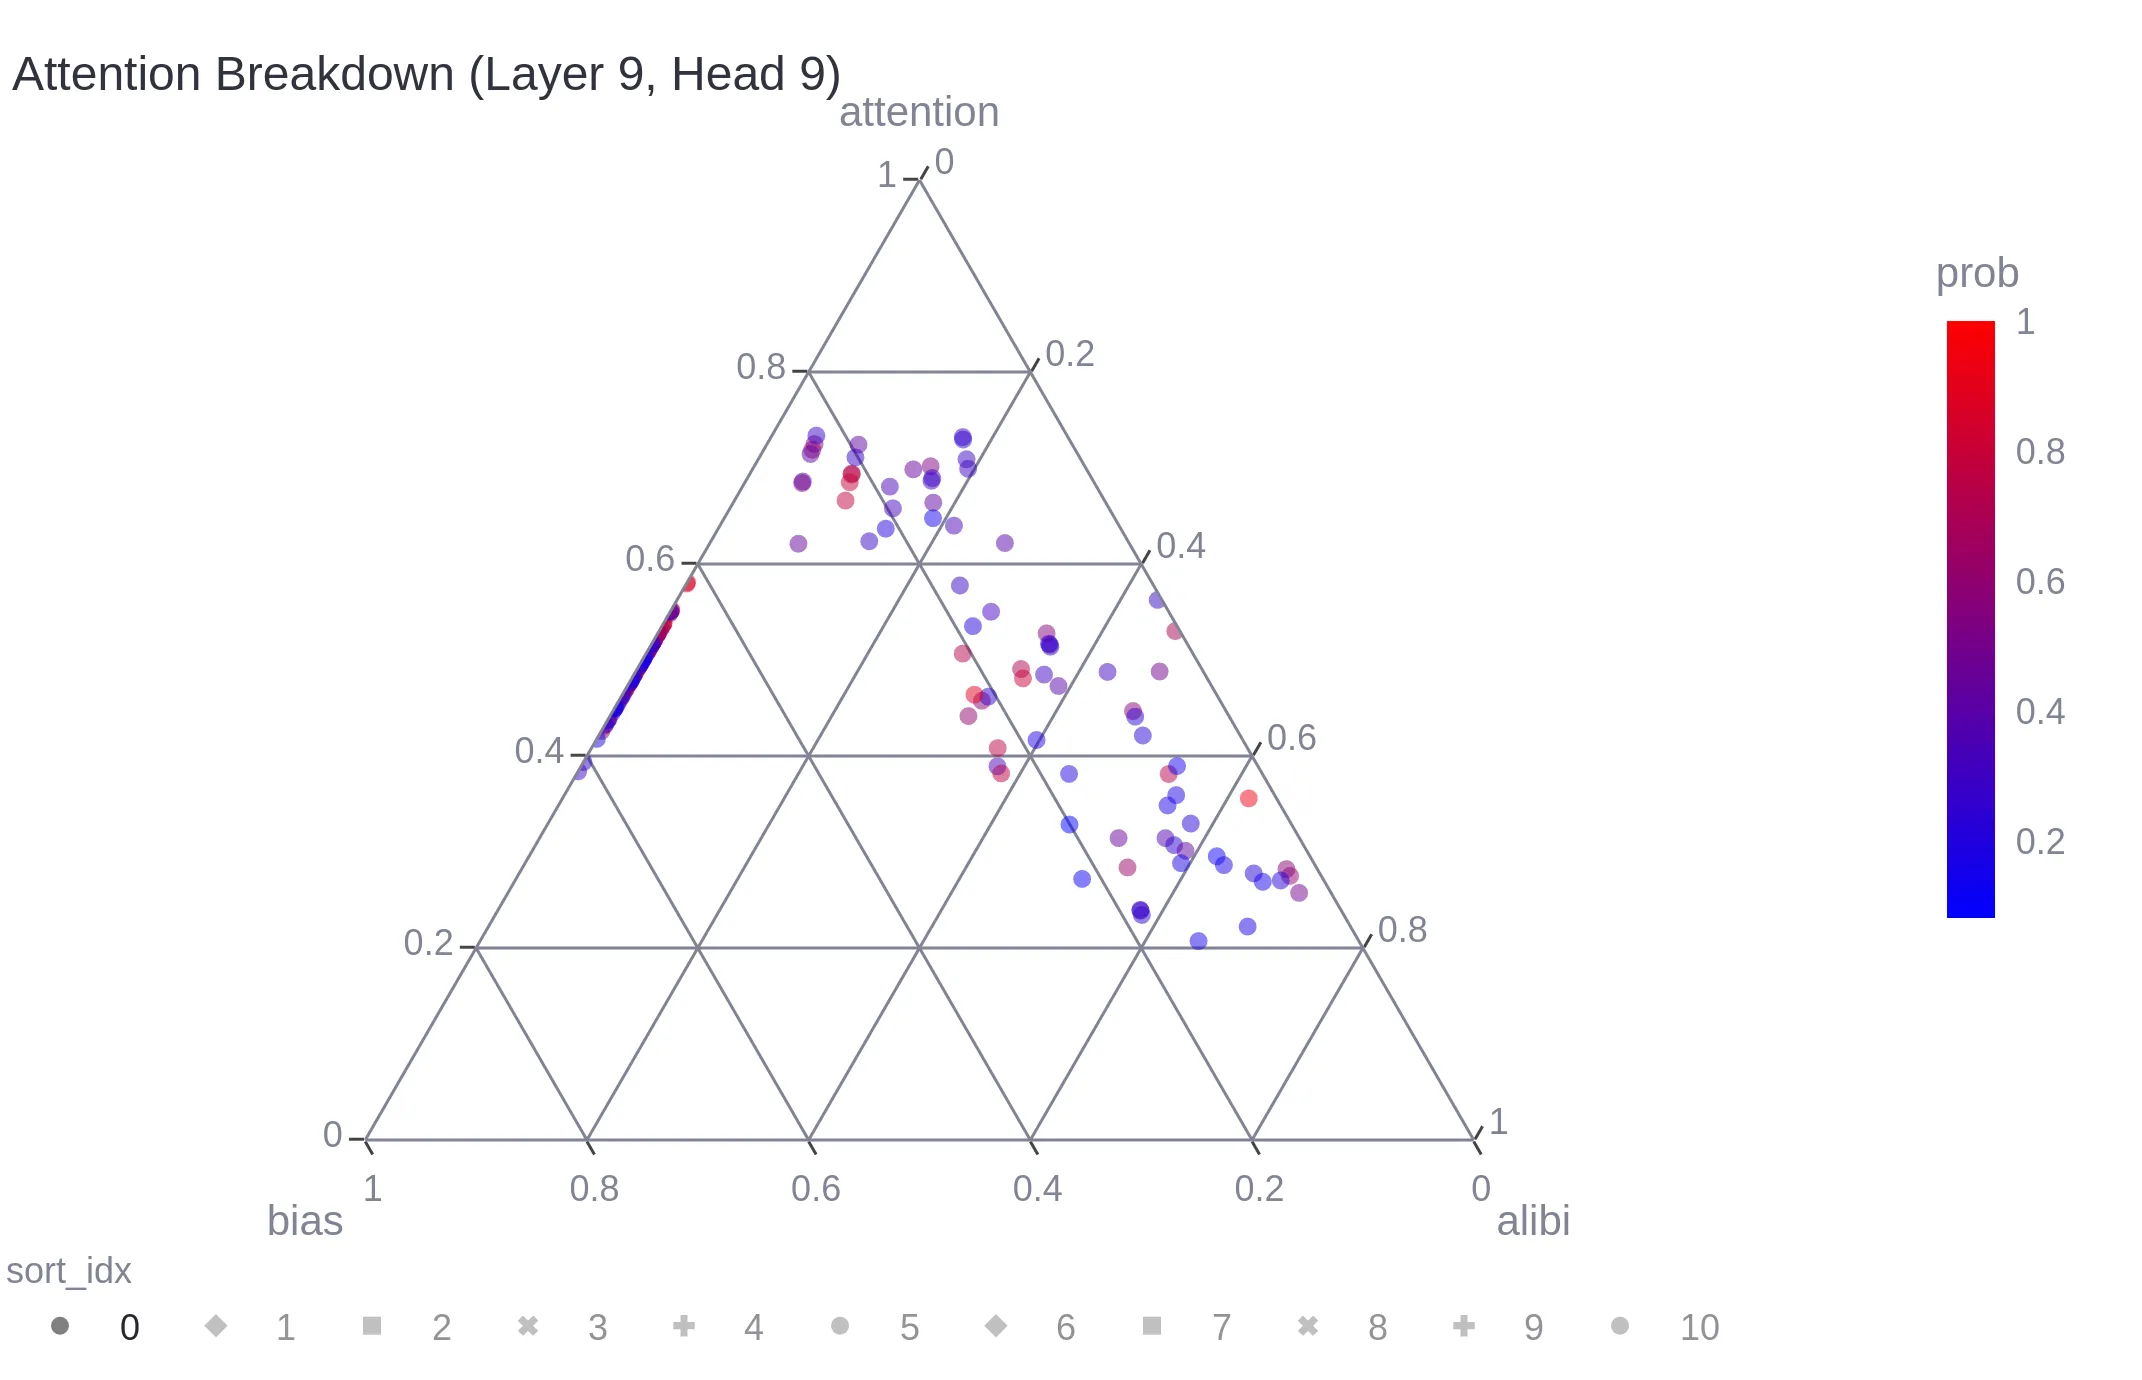 Attention Breakdown (Layer 9, Head 9)
attention
1 0
0.8 0.2
0.6 0.4
0.4 0.6
0.2 0.8
0 1
1 0.8 0.6 0.4 0.2 0
bias alibi
prob
1
0.8
0.6
0.4
0.2
sort_idx
0 1 2 3 4 5 6 7 8 9 10